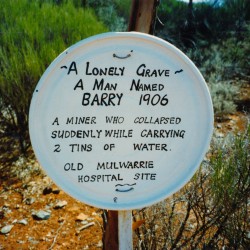 ~ A LONELY GRAVE ~
A MAN NAMED
BARRY 1906
A MINER WHO COLLAPSED
SUDDENLY WHILE CARRYING
2 TINS OF WATER.
OLD MULWARRIE
HOSPITAL SITE